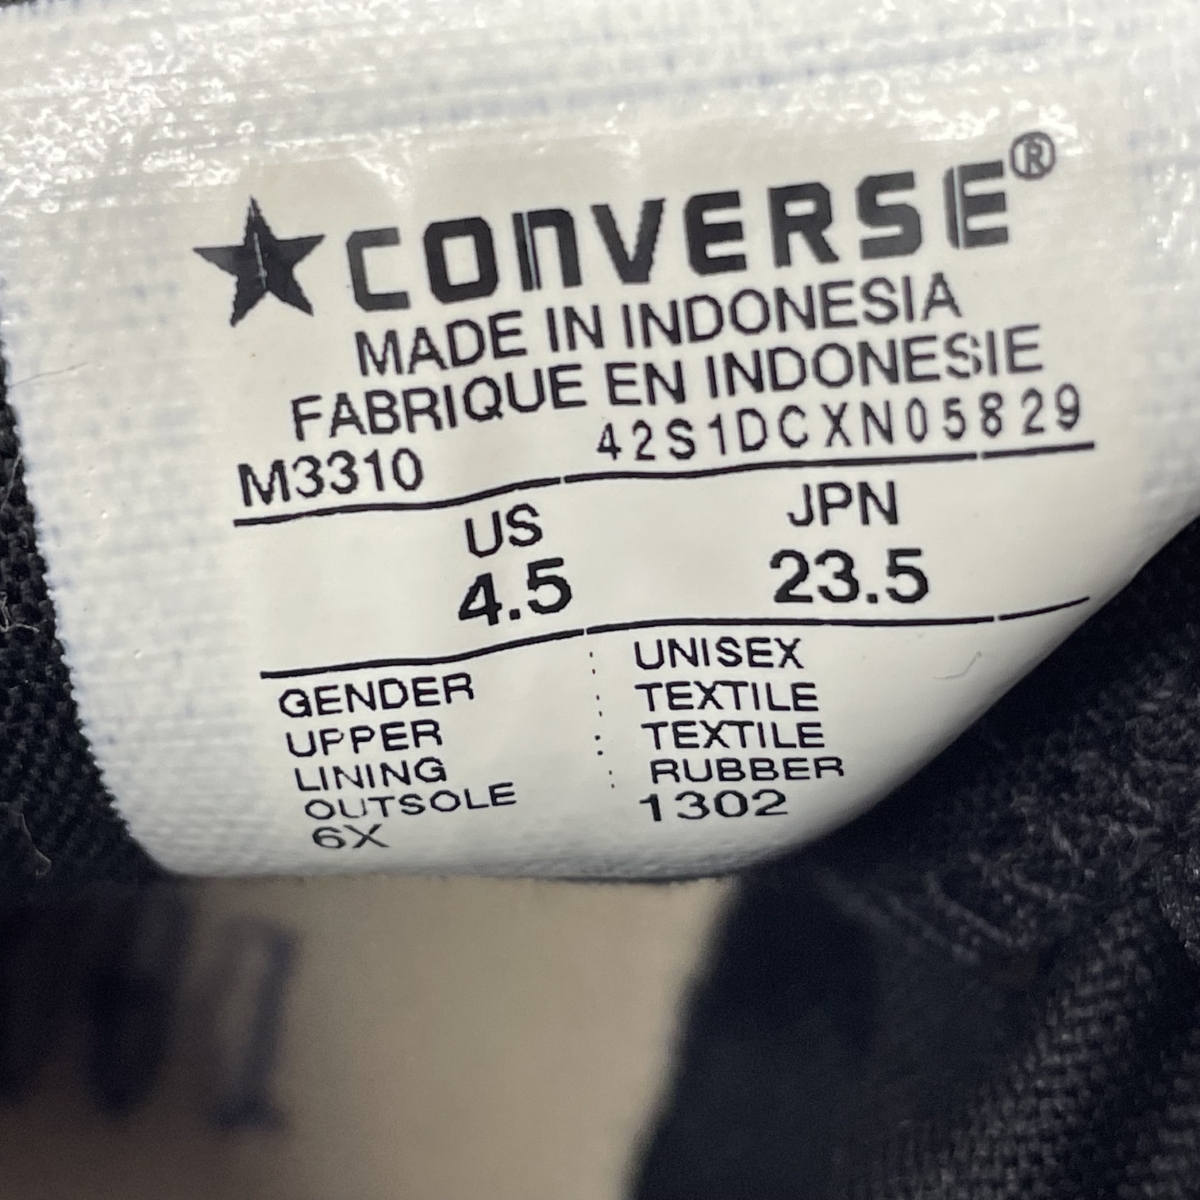 ★CONVERSE®
MADE IN INDONESIA
FABRIQUE EN INDONESIE
M3310 42S1DCXN05829
US JPN
4.5 23.5
GENDER : UNISEX
UPPER : TEXTILE
LINING : TEXTILE
OUTSOLE : RUBBER
6X 1302